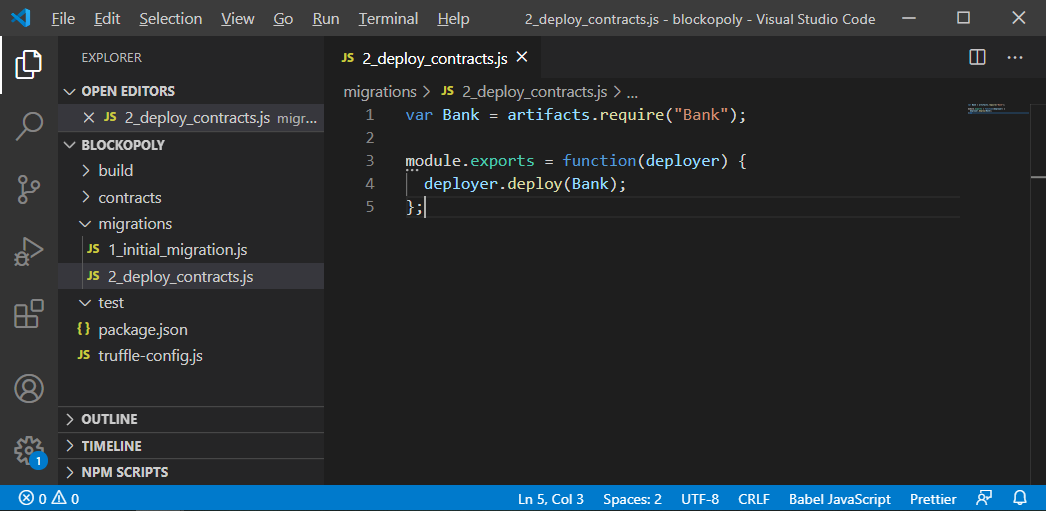 File Edit Selection View Go Run Terminal Help 2_deploy_contracts.js - blockopoly - Visual Studio Code
EXPLORER
OPEN EDITORS
JS 2_deploy_contracts.js migr...
BLOCKOPOLY
build
contracts
migrations
JS 1_initial_migration.js
JS 2_deploy_contracts.js
test
{} package.json
JS truffle-config.js
OUTLINE
TIMELINE
NPM SCRIPTS
1
JS 2_deploy_contracts.js
migrations > JS 2_deploy_contracts.js > ...
1 var Bank = artifacts.require("Bank");
2
3 module.exports = function(deployer) {
4 deployer.deploy(Bank);
5 };
0 0 Ln 5, Col 3 Spaces: 2 UTF-8 CRLF Babel JavaScript Prettier